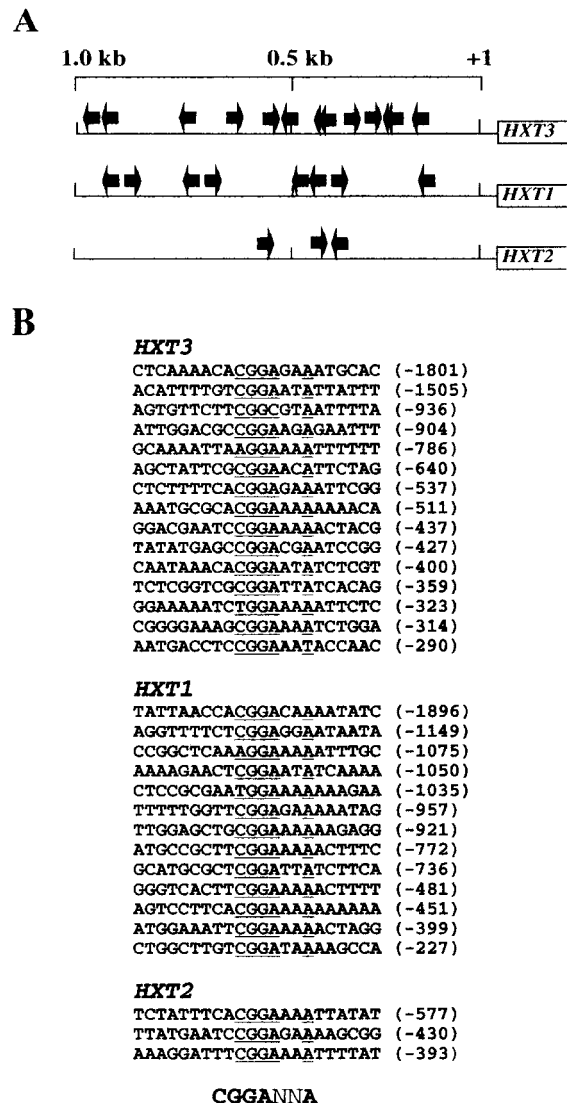 A
1.0 kb 0.5 kb +1
HXT3
HXT1
HXT2
B
HXT3
CTCAAAACACGGAGAAATGCAC (-1801)
ACATTTTGTCGGAATATTATTT (-1505)
AGTGTTCTTCGGCGTAATTTTA (-936)
ATTGGACGCCGGAAGAGAATTT (-904)
GCAAAATTAAGGAAAAATTTTTT (-786)
AGCTATTCGCGGAACATTCTAG (-640)
CTCTTTTCACGGAGAAATTCGG (-537)
AAATGCGCACGGAAAAAAAACA (-511)
GGACGAATCCGGAAAAACTACG (-437)
TATATGAGCCGGACGAATCCGG (-427)
CAATAAACACGGAATATCTCGT (-400)
TCTCGGTCGCGGATTATCACAG (-359)
GGAAAAATCTGGAAAAATTCTC (-323)
CGGGGAAAGCGGAAAATCTGGA (-314)
AATGACCTCCGGAAATACCAAC (-290)
HXT1
TATTAACCACGGACAAAATATC (-1896)
AGGTTTTCTCGGAGGAATAATA (-1149)
CCGGCTCAAAGGAAAAATTTGC (-1075)
AAAAGAACTCGGAATATCAAAA (-1050)
CTCCGCGAATGGAAAAAAAGAA (-1035)
TTTTTGGTTCGGAGAAAAATAG (-957)
TTGGAGCTGCGGAAAAAAGAGG (-921)
ATGCCGCTTCGGAAAAACTTTC (-772)
GCATGCGCTCGGATTATCTTCA (-736)
GGGTCACTTCGGAAAAACTTTT (-481)
AGTCCTTCACGGAAAAAAAAAA (-451)
ATGGAAATTCGGAAAAACTAGG (-399)
CTGGCTTGTCGGATAAAAGCCA (-227)
HXT2
TCTATTTCACGGAAAATTATAT (-577)
TTATGAATCCGGAGAAAAGCGG (-430)
AAAGGATTTCGGAAAATTTTAT (-393)
CGGANNA